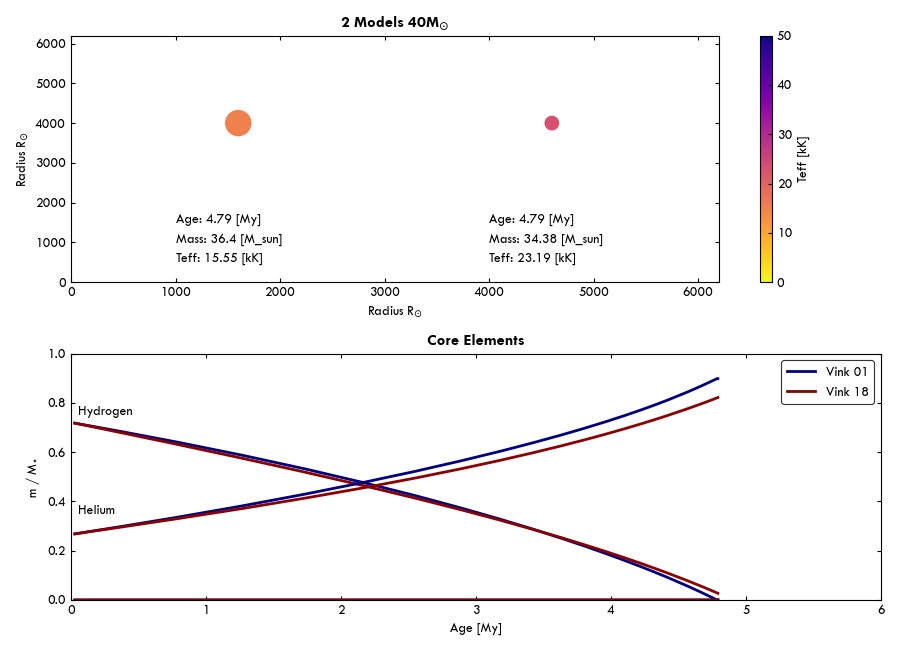 2 Models 40M☉
6000
5000
4000
3000
2000
1000
0
Radius R☉
Age: 4.79 [My]
Mass: 36.4 [M_sun]
Teff: 15.55 [kK]
Age: 4.79 [My]
Mass: 34.38 [M_sun]
Teff: 23.19 [kK]
0 1000 2000 3000 4000 5000 6000
Radius R☉
50
40
30
20
10
0
Teff [kK]
Core Elements
1.0
0.8
0.6
0.4
0.2
0.0
m / M⋆
Hydrogen
Helium
Vink 01
Vink 18
0 1 2 3 4 5 6
Age [My]